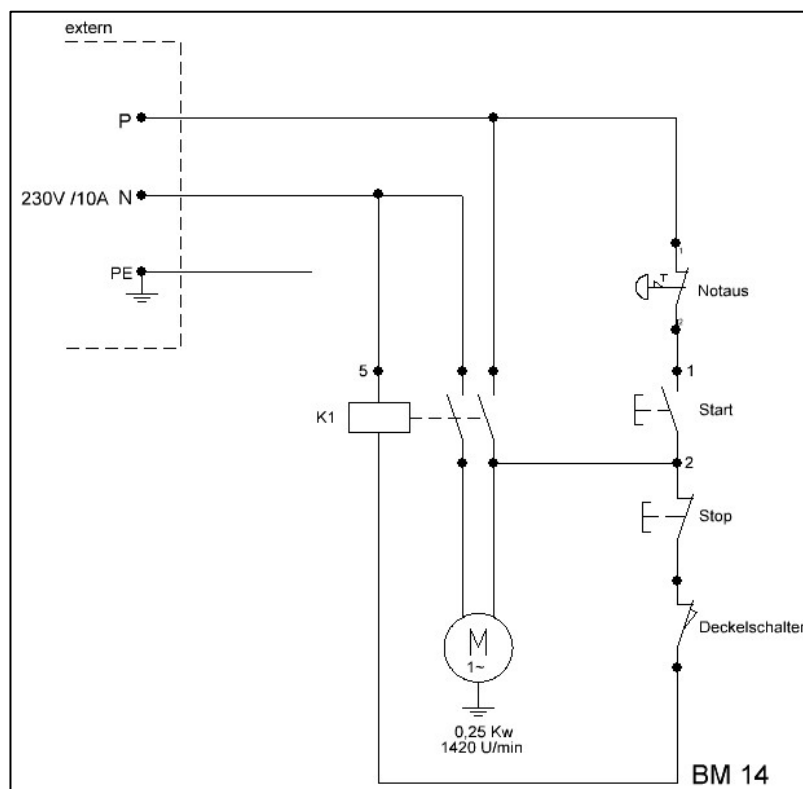 extern
P
230V /10A N
PE
1
T
Notaus
2
5
1
K1
Start
2
Stop
Deckelschalter
M
1~
0,25 Kw
1420 U/min
BM 14